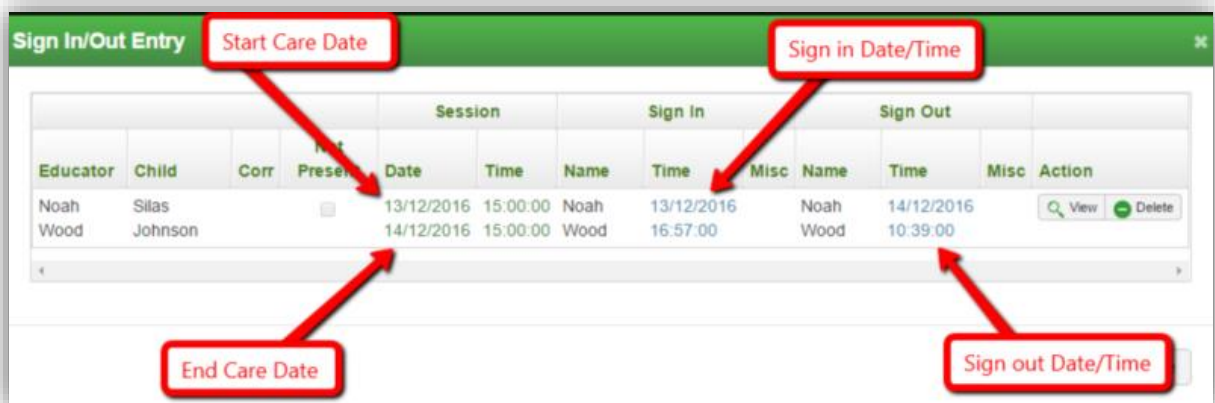 Sign In/Out Entry
Start Care Date
Sign in Date/Time
Session Sign In Sign Out
Educator Child Corr Present Date Time Name Time Misc Name Time Misc Action
Noah Silas 13/12/2016 15:00:00 Noah 13/12/2016 Noah 14/12/2016 View Delete
Wood Johnson 14/12/2016 15:00:00 Wood 16:57:00 Wood 10:39:00
End Care Date
Sign out Date/Time